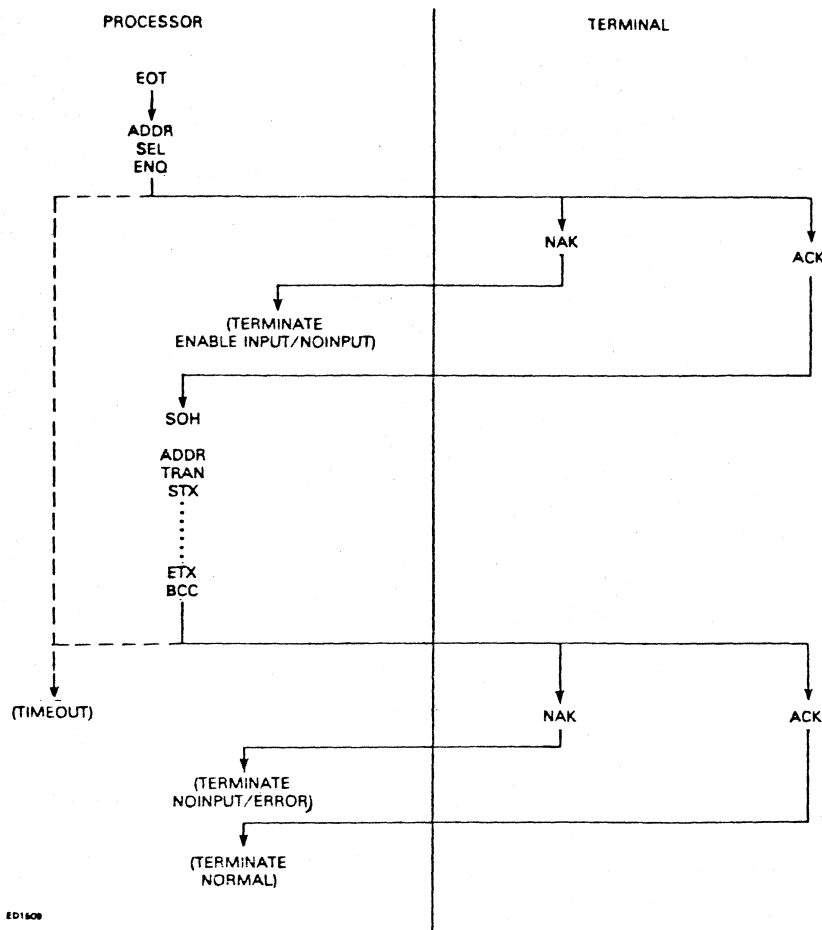 PROCESSOR
TERMINAL
EOT
ADDR
SEL
ENQ
NAK
ACK
(TERMINATE
ENABLE INPUT/NOINPUT)
SOH
ADDR
TRAN
STX
ETX
BCC
(TIMEOUT)
NAK
ACK
(TERMINATE
NOINPUT/ERROR)
(TERMINATE
NORMAL)
ED1609